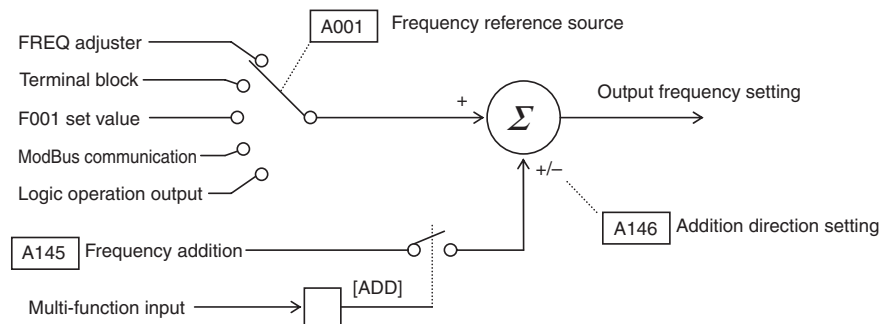 A001 Frequency reference source
FREQ adjuster
Terminal block
F001 set value
ModBus communication
Logic operation output
+
Σ
Output frequency setting
+/–
A146 Addition direction setting
A145 Frequency addition
[ADD]
Multi-function input